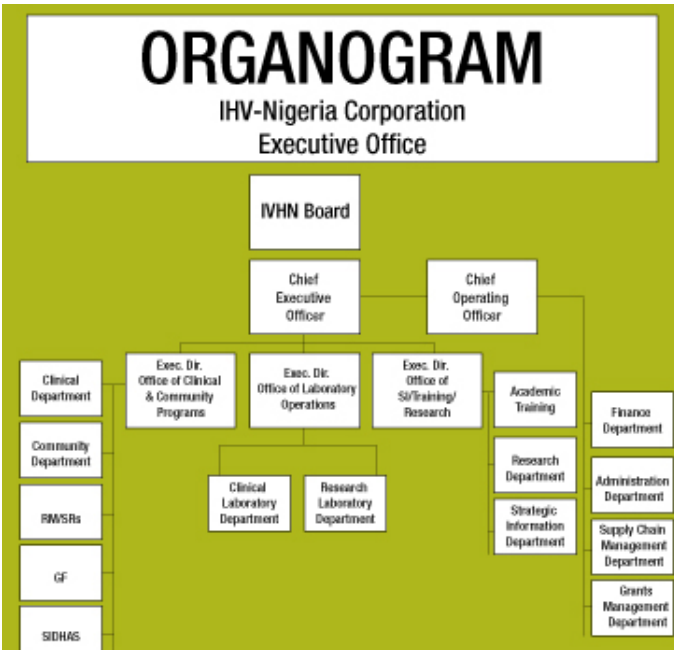 ORGANOGRAM
IHV-Nigeria Corporation
Executive Office
IVHN Board
Chief
Executive
Officer
Chief
Operating
Officer
Exec. Dir.
Office of Clinical
& Community
Programs
Exec. Dir.
Office of Laboratory
Operations
Exec. Dir.
Office of
SI/Training/
Research
Clinical
Department
Community
Department
RM/SRs
GF
SIDHAS
Clinical
Laboratory
Department
Research
Laboratory
Department
Academic
Training
Research
Department
Strategic
Information
Department
Finance
Department
Administration
Department
Supply Chain
Management
Department
Grants
Management
Department